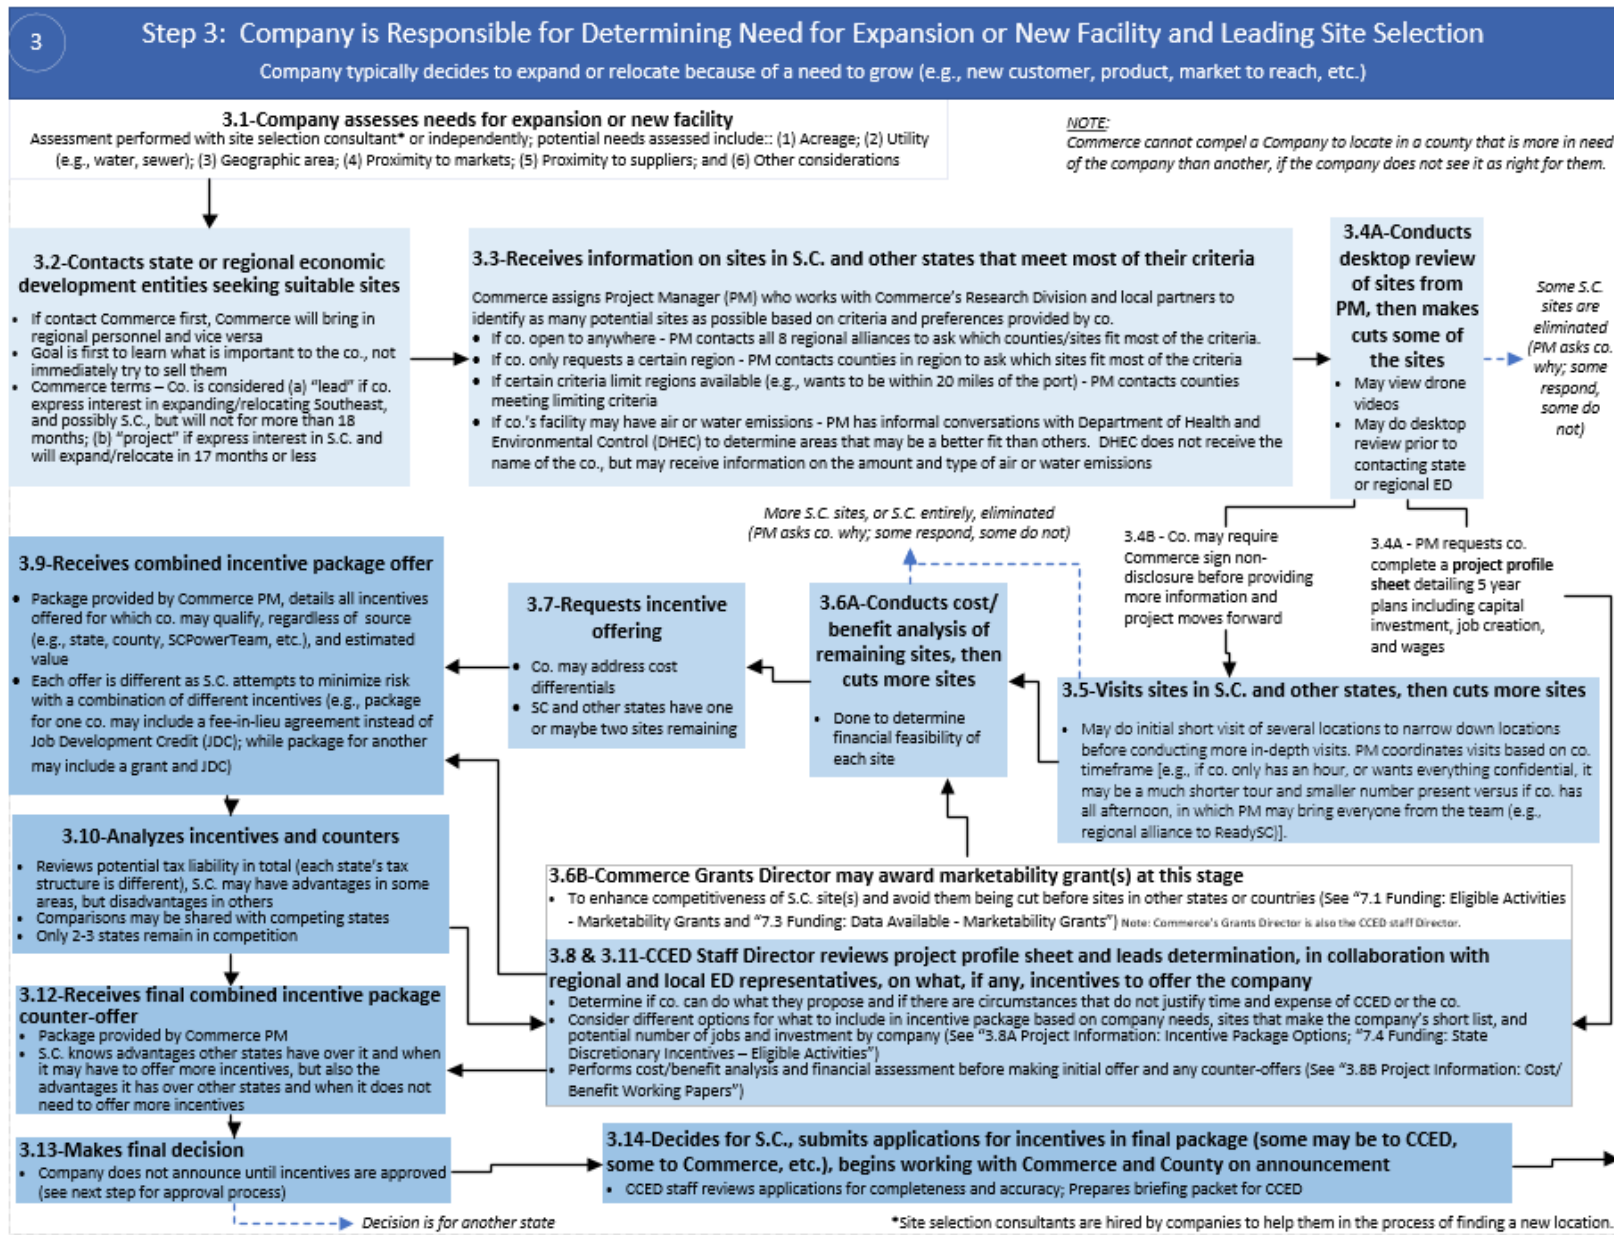 3
Step 3: Company is Responsible for Determining Need for Expansion or New Facility and Leading Site Selection
Company typically decides to expand or relocate because of a need to grow (e.g., new customer, product, market to reach, etc.)
3.1-Company assesses needs for expansion or new facility
Assessment performed with site selection consultant* or independently; potential needs assessed include:: (1) Acreage; (2) Utility
(e.g., water, sewer); (3) Geographic area; (4) Proximity to markets; (5) Proximity to suppliers; and (6) Other considerations
NOTE:
Commerce cannot compel a Company to locate in a county that is more in need
of the company than another, if the company does not see it as right for them.
3.2-Contacts state or regional economic
development entities seeking suitable sites
• If contact Commerce first, Commerce will bring in
regional personnel and vice versa
• Goal is first to learn what is important to the co., not
immediately try to sell them
• Commerce terms – Co. is considered (a) "lead" if co.
express interest in expanding/relocating Southeast,
and possibly S.C., but will not for more than 18
months; (b) "project" if express interest in S.C. and
will expand/relocate in 17 months or less
3.3-Receives information on sites in S.C. and other states that meet most of their criteria
Commerce assigns Project Manager (PM) who works with Commerce's Research Division and local partners to
identify as many potential sites as possible based on criteria and preferences provided by co.
• If co. open to anywhere - PM contacts all 8 regional alliances to ask which counties/sites fit most of the criteria.
• If co. only requests a certain region - PM contacts counties in region to ask which sites fit most of the criteria
• If certain criteria limit regions available (e.g., wants to be within 20 miles of the port) - PM contacts counties
meeting limiting criteria
• If co.'s facility may have air or water emissions - PM has informal conversations with Department of Health and
Environmental Control (DHEC) to determine areas that may be a better fit than others. DHEC does not receive the
name of the co., but may receive information on the amount and type of air or water emissions
3.4A-Conducts
desktop review
of sites from
PM, then makes
cuts some of
the sites
• May view drone
videos
• May do desktop
review prior to
contacting state
or regional ED
Some S.C.
sites are
eliminated
(PM asks co.
why; some
respond,
some do
not)
3.4B - Co. may require
Commerce sign non-
disclosure before providing
more information and
project moves forward
3.4A - PM requests co.
complete a project profile
sheet detailing 5 year
plans including capital
investment, job creation,
and wages
3.5-Visits sites in S.C. and other states, then cuts more sites
• May do initial short visit of several locations to narrow down locations
before conducting more in-depth visits. PM coordinates visits based on co.
timeframe [e.g., if co. only has an hour, or wants everything confidential, it
may be a much shorter tour and smaller number present versus if co. has
all afternoon, in which PM may bring everyone from the team (e.g.,
regional alliance to ReadySC)].
More S.C. sites, or S.C. entirely, eliminated
(PM asks co. why; some respond, some do not)
3.6A-Conducts cost/
benefit analysis of
remaining sites, then
cuts more sites
• Done to determine
financial feasibility of
each site
3.6B-Commerce Grants Director may award marketability grant(s) at this stage
• To enhance competitiveness of S.C. site(s) and avoid them being cut before sites in other states or countries (See "7.1 Funding: Eligible Activities
- Marketability Grants and "7.3 Funding: Data Available - Marketability Grants") Note: Commerce's Grants Director is also the CCED staff Director.
3.7-Requests incentive
offering
• Co. may address cost
differentials
• SC and other states have one
or maybe two sites remaining
3.8 & 3.11-CCED Staff Director reviews project profile sheet and leads determination, in collaboration with
regional and local ED representatives, on what, if any, incentives to offer the company
• Determine if co. can do what they propose and if there are circumstances that do not justify time and expense of CCED or the co.
• Consider different options for what to include in incentive package based on company needs, sites that make the company's short list, and
potential number of jobs and investment by company (See "3.8A Project Information: Incentive Package Options; "7.4 Funding: State
Discretionary Incentives – Eligible Activities")
• Performs cost/benefit analysis and financial assessment before making initial offer and any counter-offers (See "3.8B Project Information: Cost/
Benefit Working Papers")
3.9-Receives combined incentive package offer
• Package provided by Commerce PM, details all incentives
offered for which co. may qualify, regardless of source
(e.g., state, county, SCPowerTeam, etc.), and estimated
value
• Each offer is different as S.C. attempts to minimize risk
with a combination of different incentives (e.g., package
for one co. may include a fee-in-lieu agreement instead of
Job Development Credit (JDC); while package for another
may include a grant and JDC)
3.10-Analyzes incentives and counters
• Reviews potential tax liability in total (each state's tax
structure is different), S.C. may have advantages in some
areas, but disadvantages in others
• Comparisons may be shared with competing states
• Only 2-3 states remain in competition
3.12-Receives final combined incentive package
counter-offer
• Package provided by Commerce PM
• S.C. knows advantages other states have over it and when
it may have to offer more incentives, but also the
advantages it has over other states and when it does not
need to offer more incentives
3.13-Makes final decision
• Company does not announce until incentives are approved
(see next step for approval process)
Decision is for another state
3.14-Decides for S.C., submits applications for incentives in final package (some may be to CCED,
some to Commerce, etc.), begins working with Commerce and County on announcement
• CCED staff reviews applications for completeness and accuracy; Prepares briefing packet for CCED
*Site selection consultants are hired by companies to help them in the process of finding a new location.